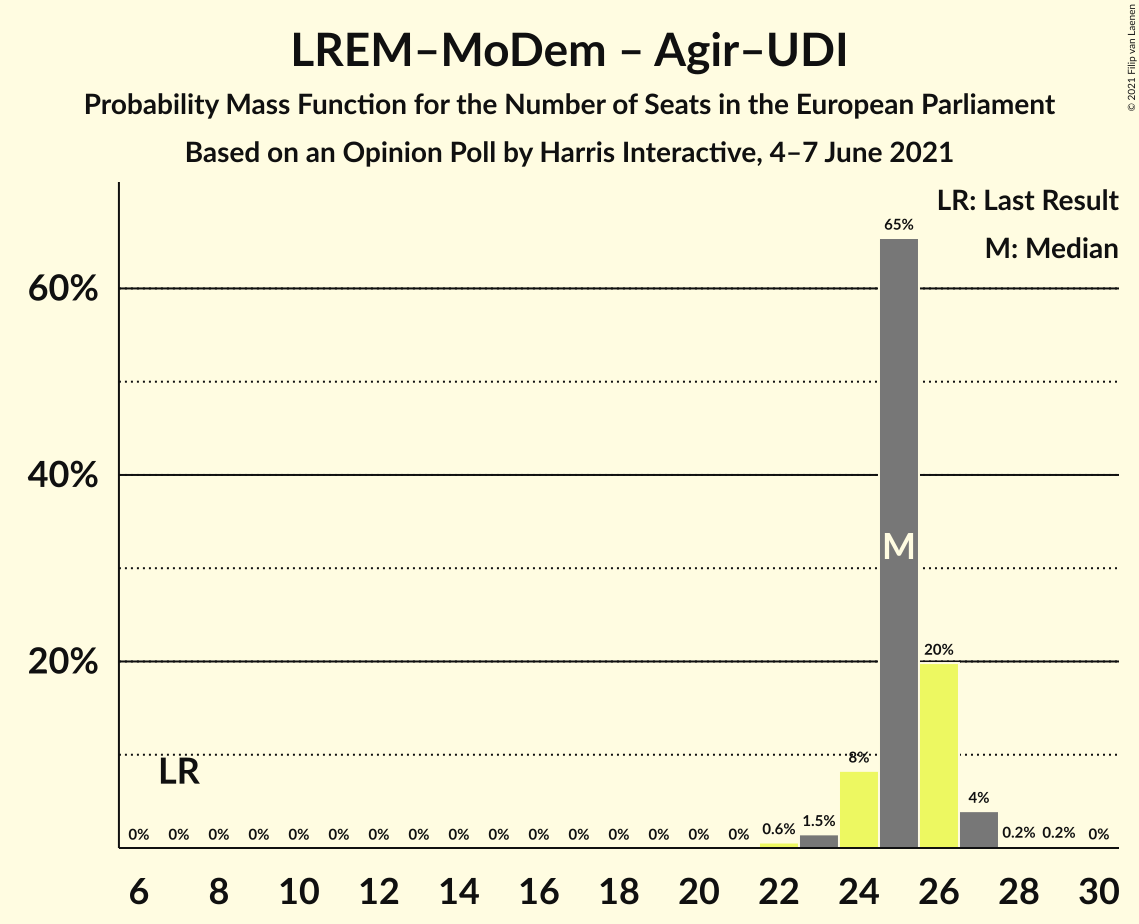 LREM–MoDem – Agir–UDI
Probability Mass Function for the Number of Seats in the European Parliament
Based on an Opinion Poll by Harris Interactive, 4–7 June 2021
© 2021 Filip van Laenen
LR: Last Result
M: Median
60%
40%
20%
LR
M
0% 0% 0% 0% 0% 0% 0% 0% 0% 0% 0% 0% 0% 0% 0% 0% 0.6% 1.5% 8% 65% 20% 4% 0.2% 0.2% 0%
6 8 10 12 14 16 18 20 22 24 26 28 30